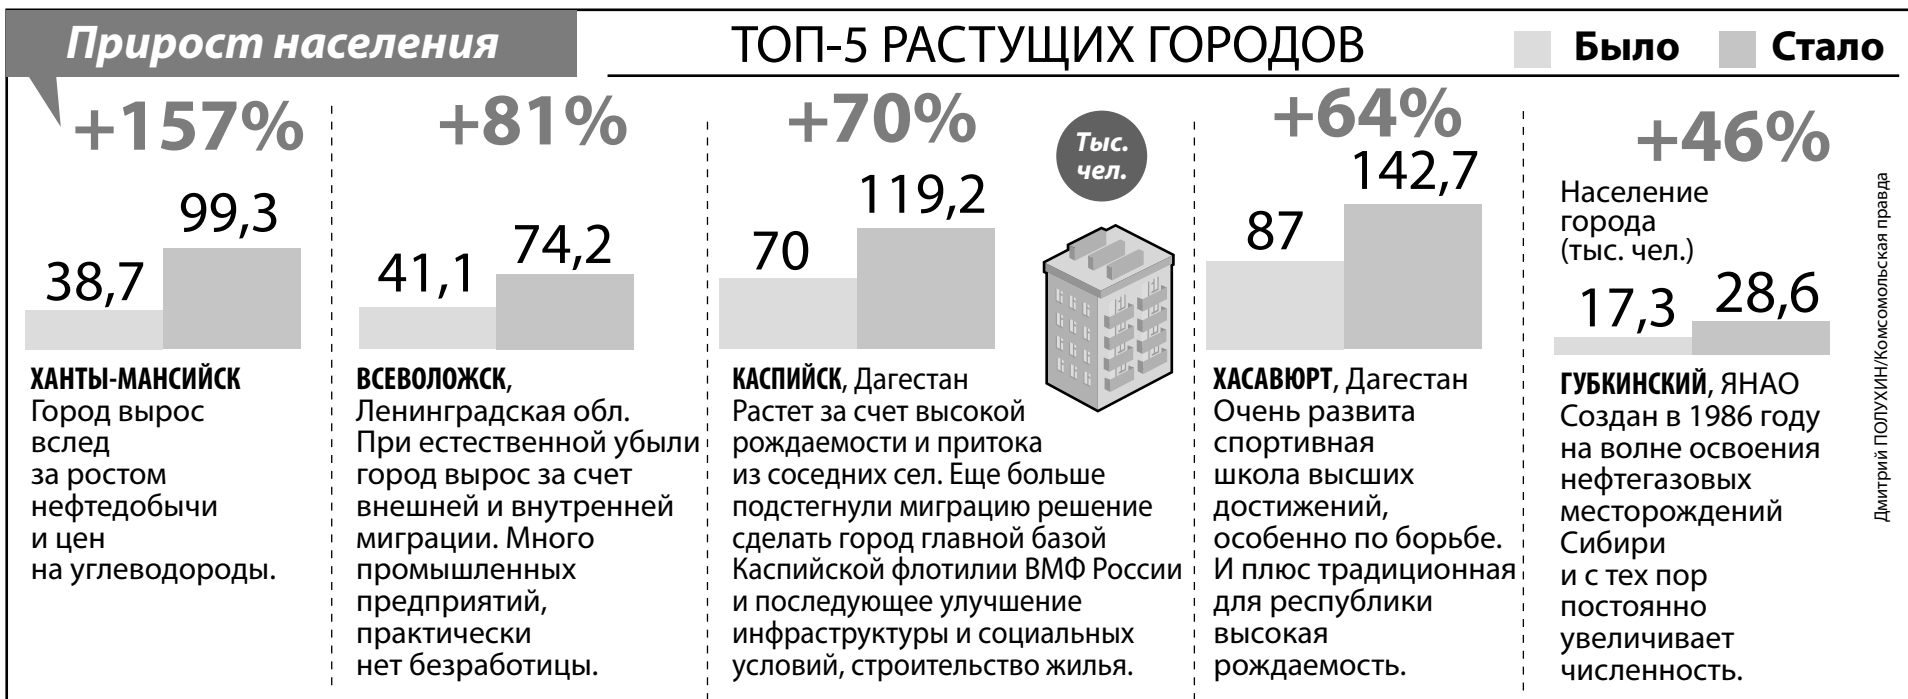 Прирост населения
ТОП-5 РАСТУЩИХ ГОРОДОВ
Было
Стало
+157%
99,3
38,7
ХАНТЫ-МАНСИЙСК
Город вырос
вслед
за ростом
нефтедобычи
и цен
на углеводороды.
+81%
74,2
41,1
ВСЕВОЛОЖСК,
Ленинградская обл.
При естественной убыли
город вырос за счет
внешней и внутренней
миграции. Много
промышленных
предприятий,
практически
нет безработицы.
+70%
Тыс.
чел.
119,2
70
КАСПИЙСК, Дагестан
Растет за счет высокой
рождаемости и притока
из соседних сел. Еще больше
подстегнули миграцию решение
сделать город главной базой
Каспийской флотилии ВМФ России
и последующее улучшение
инфраструктуры и социальных
условий, строительство жилья.
+64%
142,7
87
ХАСАВЮРТ, Дагестан
Очень развита
спортивная
школа высших
достижений,
особенно по борьбе.
И плюс традиционная
для республики
высокая
рождаемость.
+46%
Население
города
(тыс. чел.)
28,6
17,3
ГУБКИНСКИЙ, ЯНАО
Создан в 1986 году
на волне освоения
нефтегазовых
месторождений
Сибири
и с тех пор
постоянно
увеличивает
численность.
Дмитрий ПОЛУХИН/Комсомольская правда